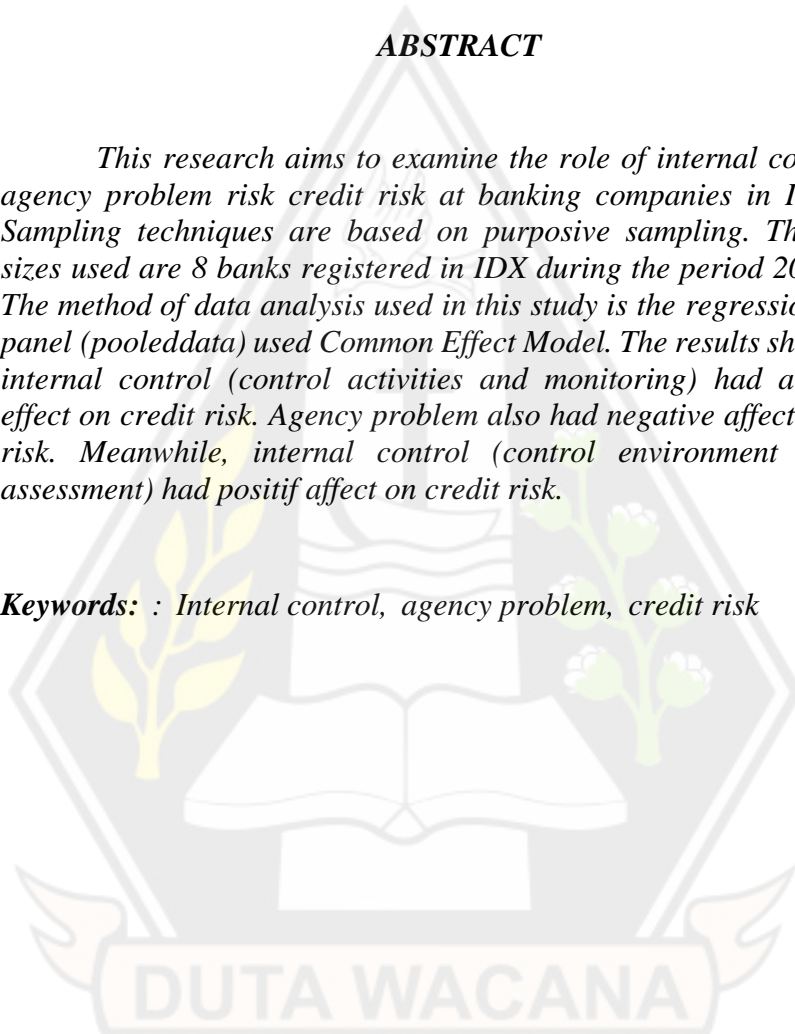 ABSTRACT
This research aims to examine the role of internal co
agency problem risk credit risk at banking companies in I
Sampling techniques are based on purposive sampling. Th
sizes used are 8 banks registered in IDX during the period 20
The method of data analysis used in this study is the regressio
panel (pooleddata) used Common Effect Model. The results sh
internal control (control activities and monitoring) had a
effect on credit risk. Agency problem also had negative affect
risk. Meanwhile, internal control (control environment
assessment) had positif affect on credit risk.
Keywords: : Internal control, agency problem, credit risk
DUTA WACANA